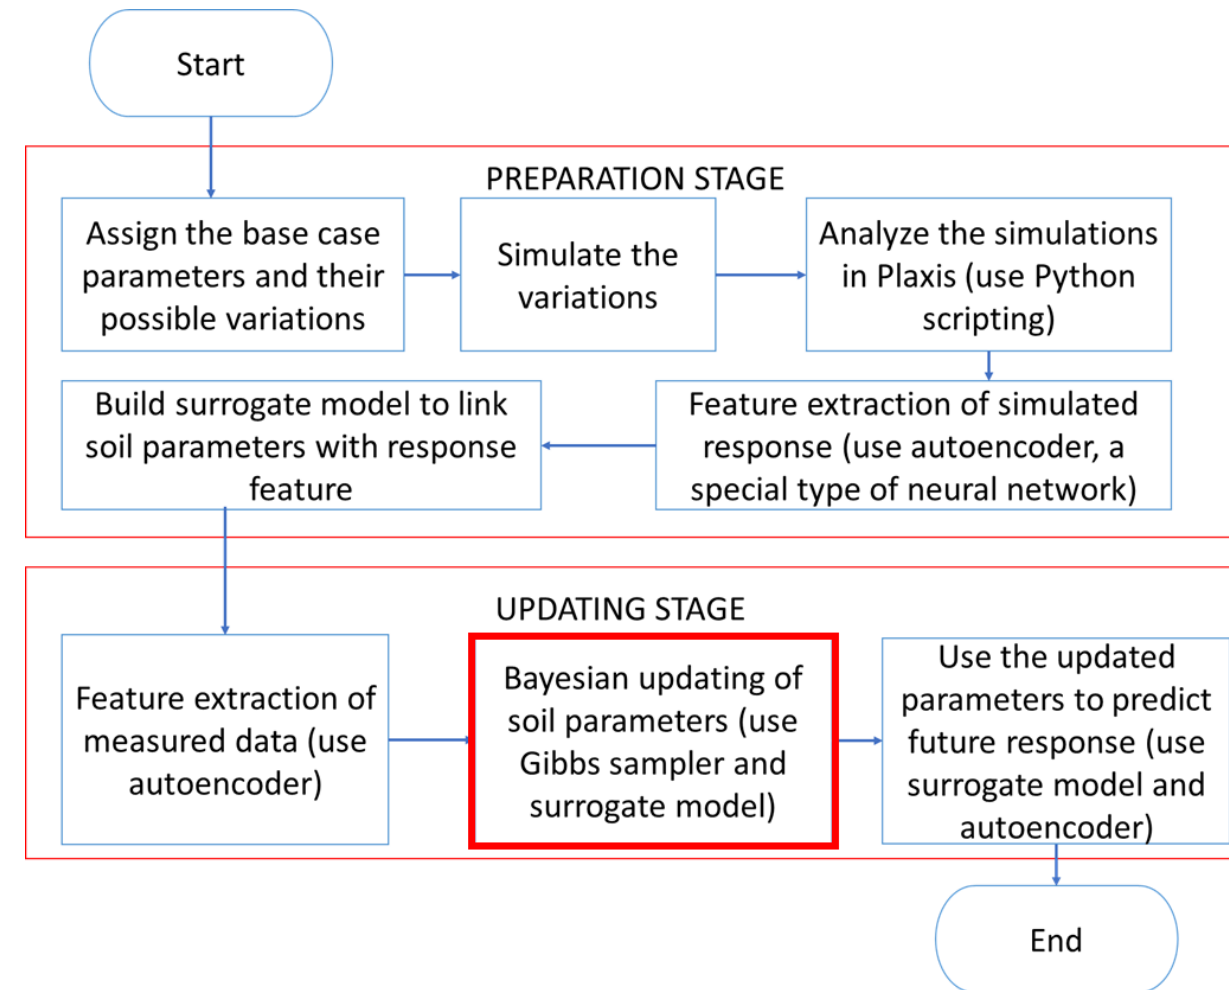 Start
PREPARATION STAGE
Assign the base case
parameters and their
possible variations
Simulate the
variations
Analyze the simulations
in Plaxis (use Python
scripting)
Feature extraction of simulated
response (use autoencoder, a
special type of neural network)
Build surrogate model to link
soil parameters with response
feature
UPDATING STAGE
Feature extraction of
measured data (use
autoencoder)
Bayesian updating of
soil parameters (use
Gibbs sampler and
surrogate model)
Use the updated
parameters to predict
future response (use
surrogate model and
autoencoder)
End